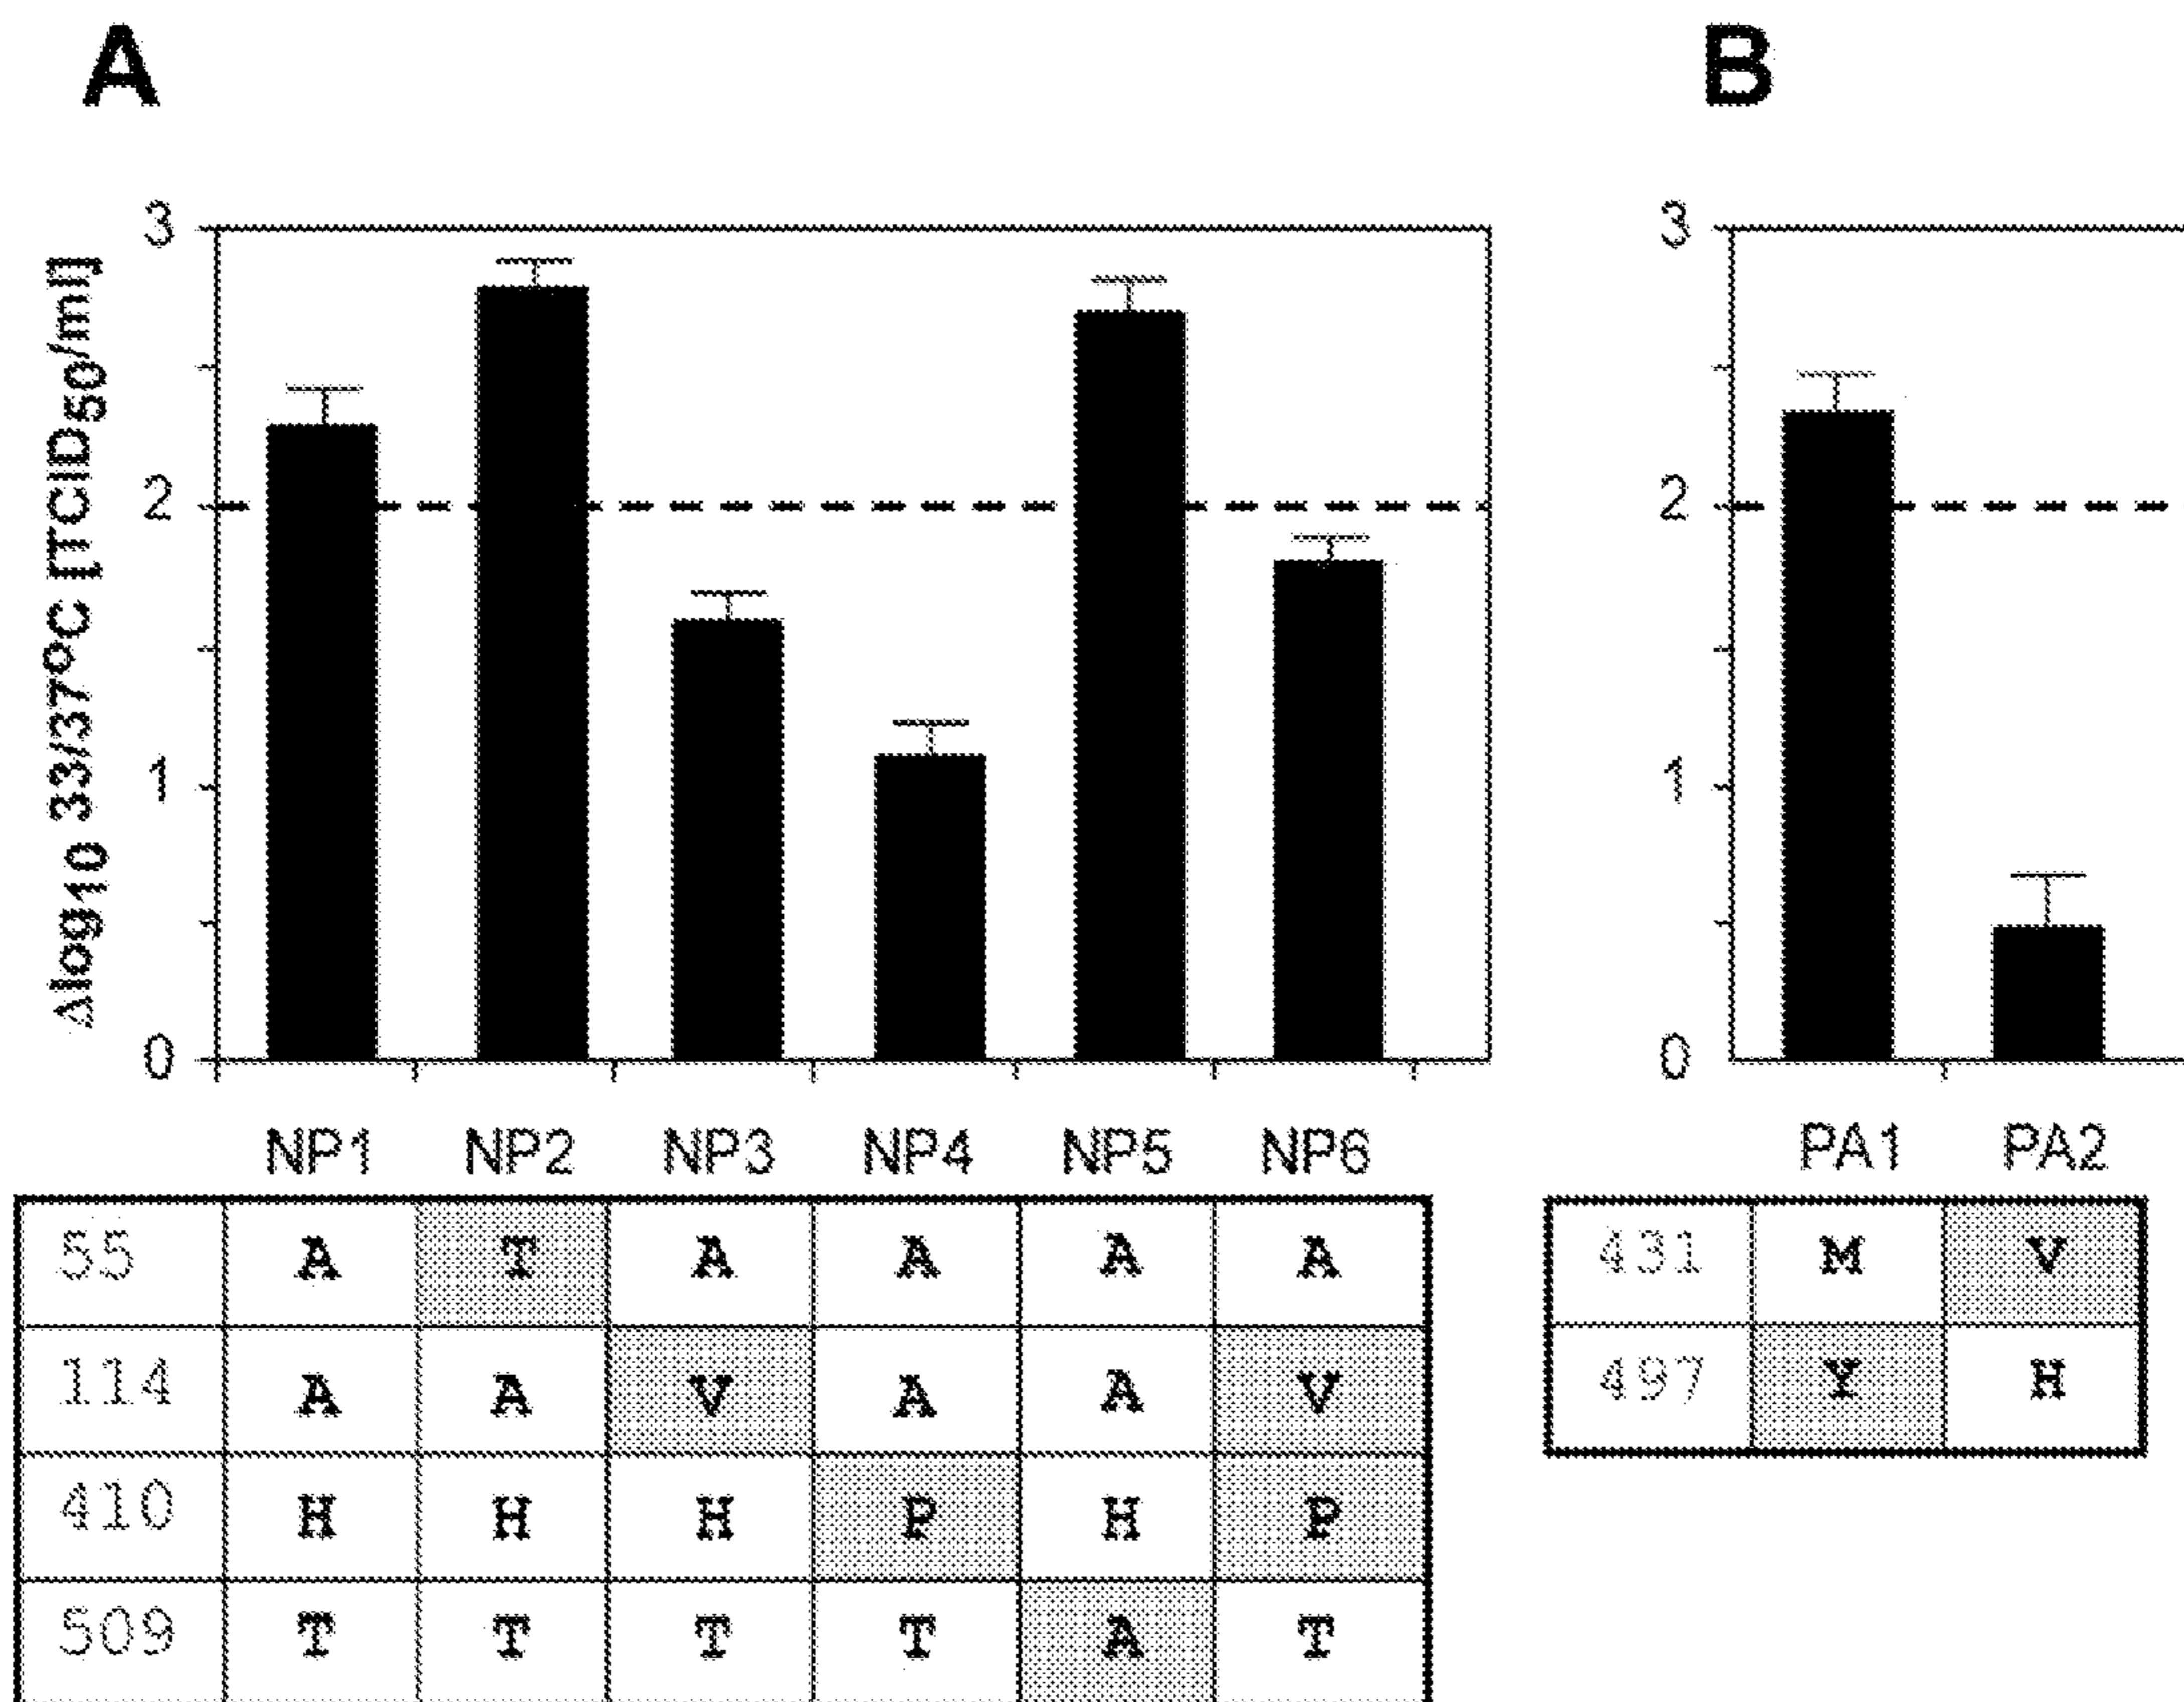 A
B
Δlog10 33/37ºC [TCID50/ml]
3
2
1
0
3
2
1
0
NP1 NP2 NP3 NP4 NP5 NP6
PA1 PA2
55 A T A A A A
114 A A V A A V
410 H H H P H P
509 T T T T A T
431 M V
497 Y H